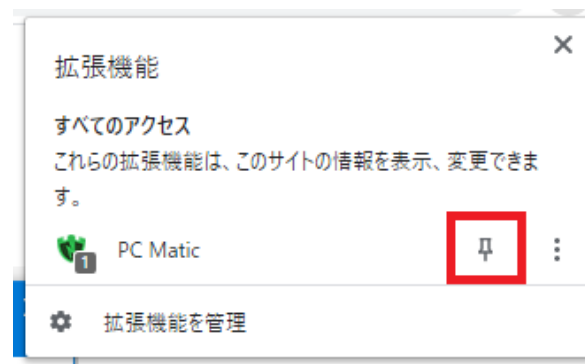 拡張機能
すべてのアクセス
これらの拡張機能は、このサイトの情報を表示、変更できま
す。
1
PC Matic
拡張機能を管理